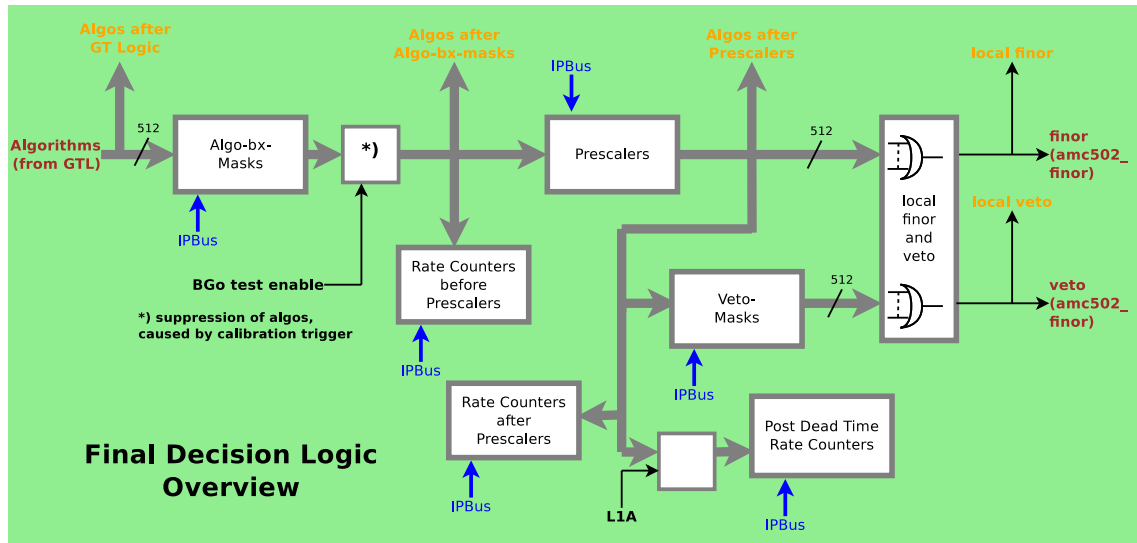 Algos after
GT Logic
Algos after
Algo-bx-masks
Algos after
Prescalers
local finor
IPBus
512
Algorithms
(from GTL)
Algo-bx-
Masks
*)
Prescalers
512
finor
(amc502_
finor)
local
finor
and
veto
local veto
IPBus
BGo test enable
Rate Counters
before
Prescalers
Veto-
Masks
512
veto
(amc502_
finor)
*) suppression of algos,
caused by calibration trigger
IPBus
IPBus
Rate Counters
after
Prescalers
Post Dead Time
Rate Counters
Final Decision Logic
Overview
IPBus
L1A
IPBus